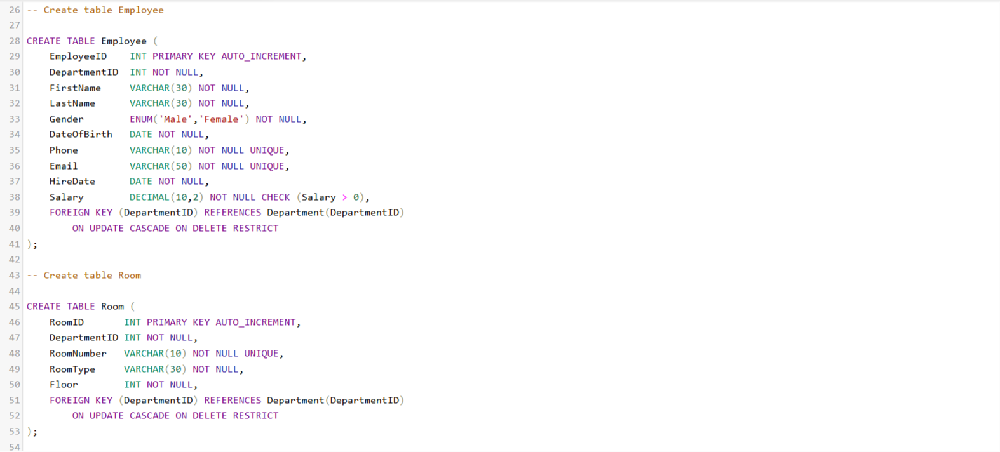 26 -- Create table Employee
27
28 CREATE TABLE Employee (
29     EmployeeID    INT PRIMARY KEY AUTO_INCREMENT,
30     DepartmentID  INT NOT NULL,
31     FirstName     VARCHAR(30) NOT NULL,
32     LastName      VARCHAR(30) NOT NULL,
33     Gender        ENUM('Male','Female') NOT NULL,
34     DateOfBirth   DATE NOT NULL,
35     Phone         VARCHAR(10) NOT NULL UNIQUE,
36     Email         VARCHAR(50) NOT NULL UNIQUE,
37     HireDate      DATE NOT NULL,
38     Salary        DECIMAL(10,2) NOT NULL CHECK (Salary > 0),
39     FOREIGN KEY (DepartmentID) REFERENCES Department(DepartmentID)
40         ON UPDATE CASCADE ON DELETE RESTRICT
41 );
42
43 -- Create table Room
44
45 CREATE TABLE Room (
46     RoomID       INT PRIMARY KEY AUTO_INCREMENT,
47     DepartmentID INT NOT NULL,
48     RoomNumber   VARCHAR(10) NOT NULL UNIQUE,
49     RoomType     VARCHAR(30) NOT NULL,
50     Floor        INT NOT NULL,
51     FOREIGN KEY (DepartmentID) REFERENCES Department(DepartmentID)
52         ON UPDATE CASCADE ON DELETE RESTRICT
53 );
54